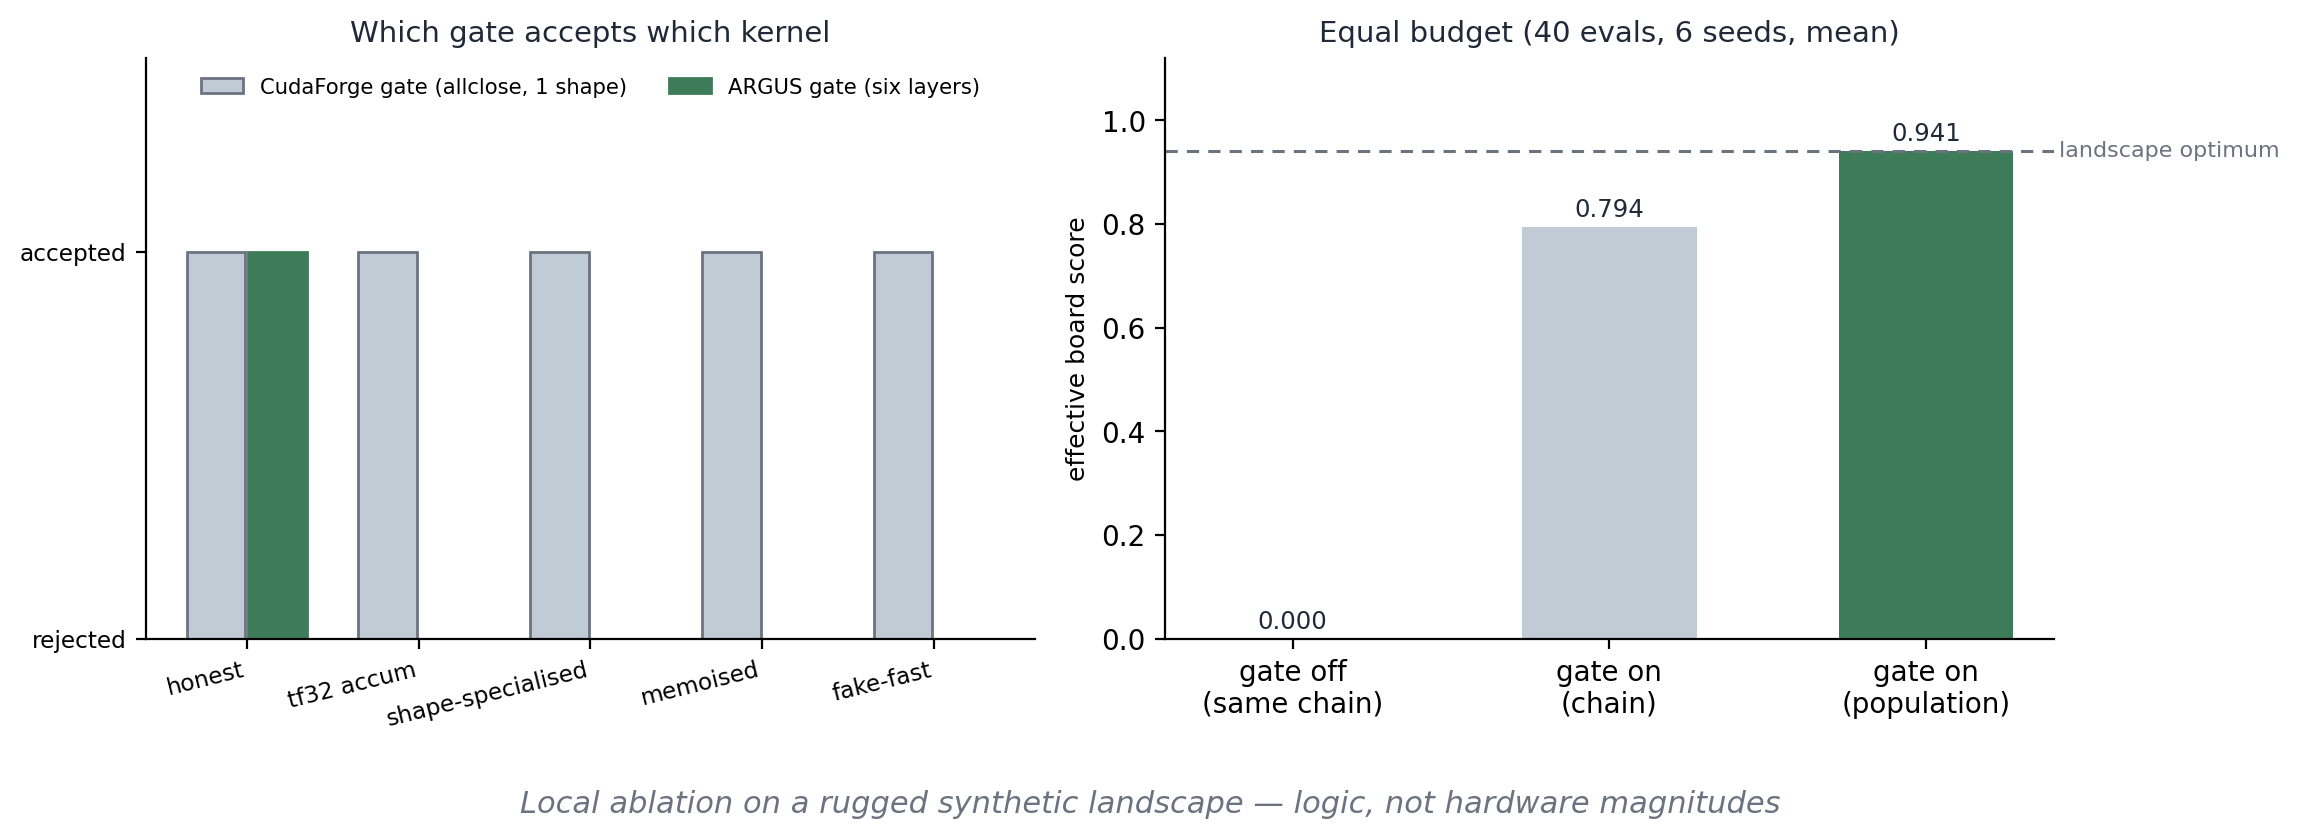 Which gate accepts which kernel
CudaForge gate (allclose, 1 shape)
ARGUS gate (six layers)
accepted
rejected
honest
tf32 accum
shape-specialised
memoised
fake-fast
Equal budget (40 evals, 6 seeds, mean)
effective board score
1.0
0.8
0.6
0.4
0.2
0.0
0.000
0.794
0.941
landscape optimum
gate off
(same chain)
gate on
(chain)
gate on
(population)
Local ablation on a rugged synthetic landscape — logic, not hardware magnitudes